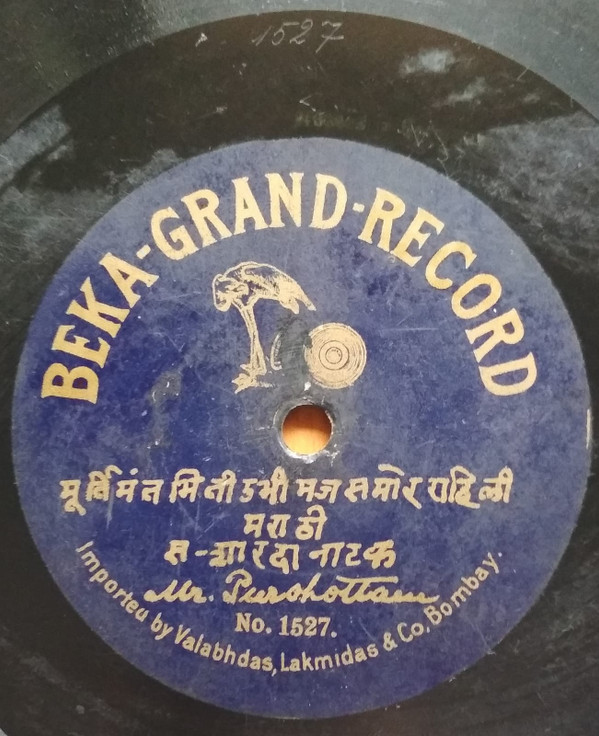 1527
BEKA-GRAND-RECORD
मूर्तिमंत भिती उभी मज समोर राहिली
मराठी
स-शारदा नाटक
Mr. Purshottam
No. 1527.
Imported by Valabhdas, Lakmidas & Co, Bombay.